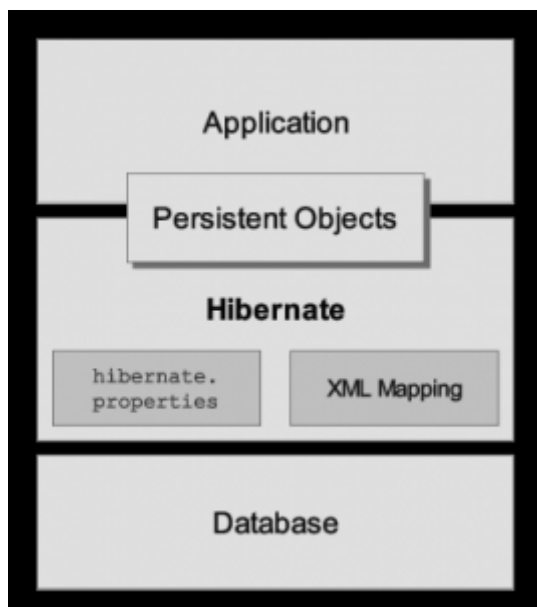 Application
Persistent Objects
Hibernate
hibernate.
properties
XML Mapping
Database